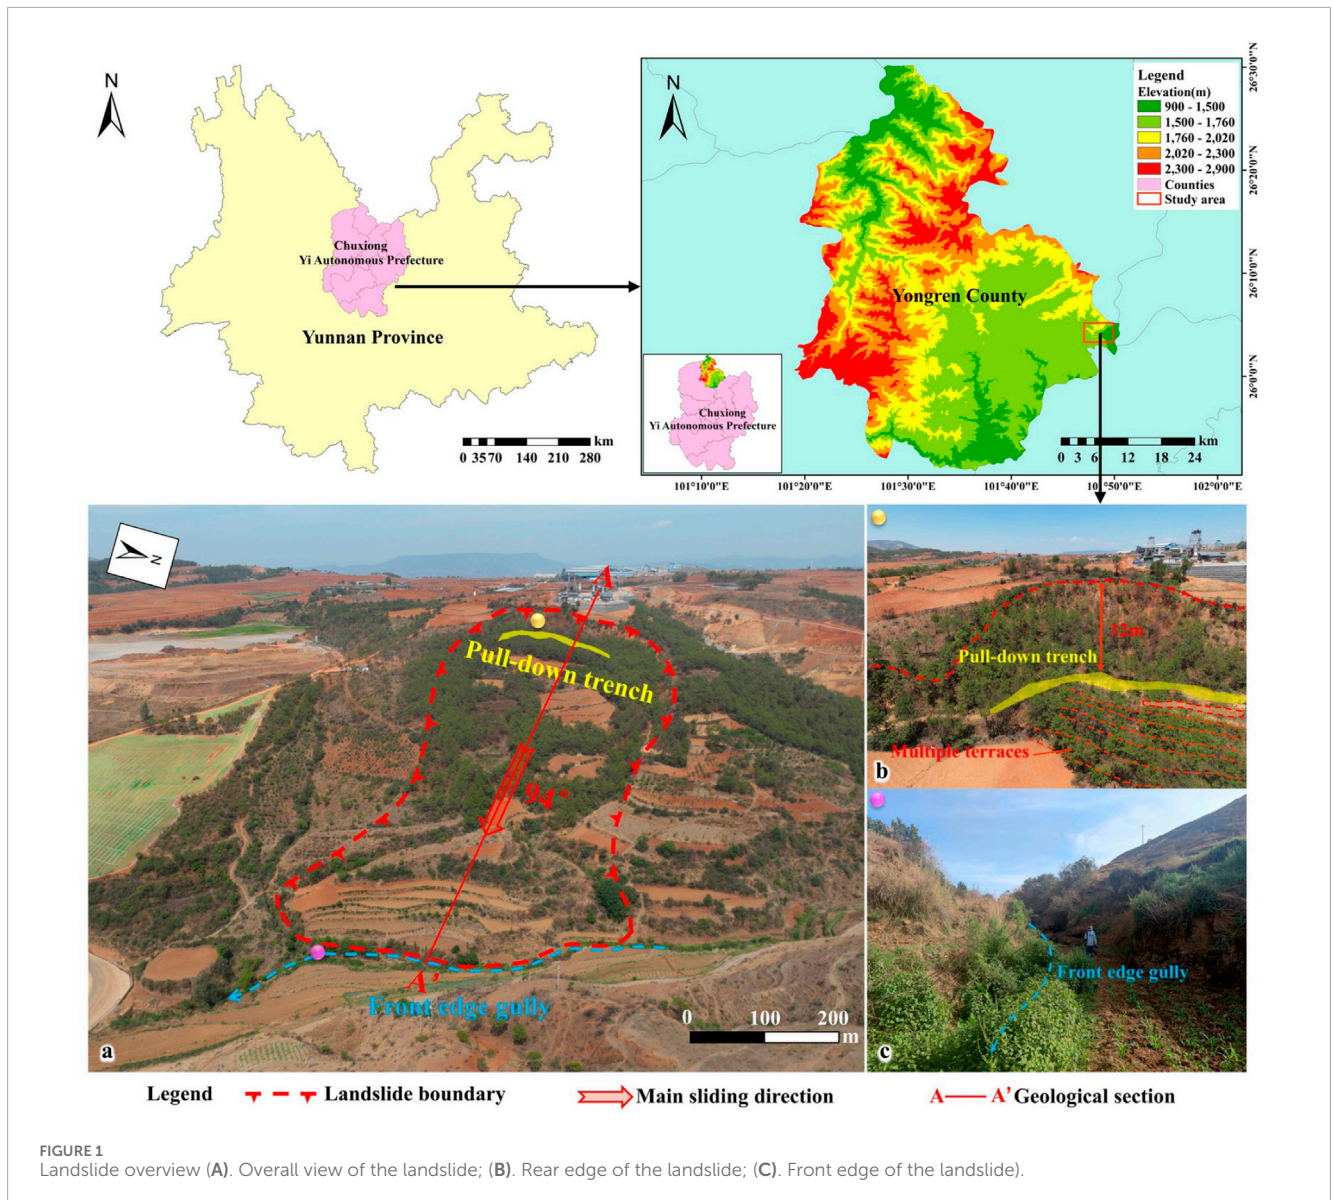 N
Chuxiong
Yi Autonomous Prefecture
Yunnan Province
km
0 35 70 140 210 280
N
Legend
Elevation(m)
900 - 1,500
1,500 - 1,760
1,760 - 2,020
2,020 - 2,300
2,300 - 2,900
Counties
Study area
Yongren County
Chuxiong
Yi Autonomous Prefecture
km
0 3 6 12 18 24
26°30'0"N
26°20'0"N
26°10'0"N
26°0'0"N
101°10'0"E 101°20'0"E 101°30'0"E 101°40'0"E 101°50'0"E 102°0'0"E
N
A
Pull-down trench
94°
A'
Front edge gully
0 100 200
m
a
32m
Pull-down trench
Multiple terraces
b
Front edge gully
c
Legend Landslide boundary Main sliding direction A A' Geological section
FIGURE 1
Landslide overview (A). Overall view of the landslide; (B). Rear edge of the landslide; (C). Front edge of the landslide).